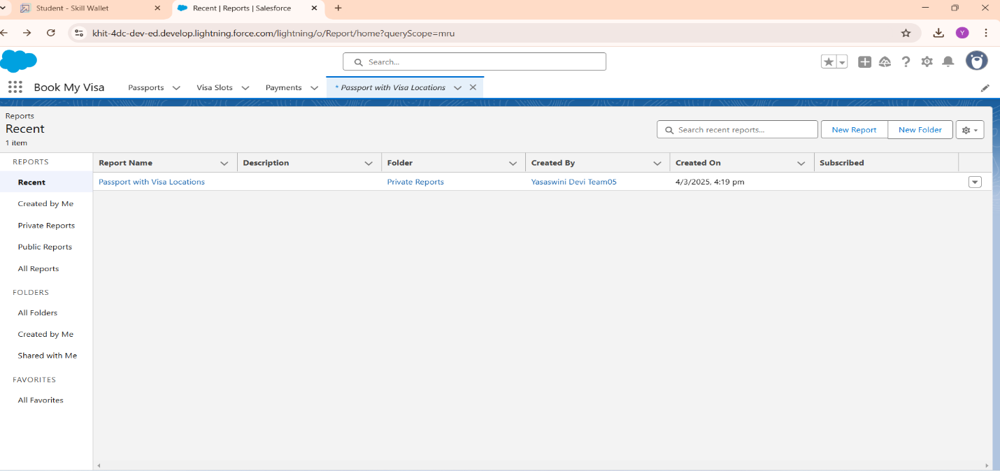 Student - Skill Wallet
Recent | Reports | Salesforce
khit-4dc-dev-ed.develop.lightning.force.com/lightning/o/Report/home?queryScope=mru
Y
Search...
Book My Visa
Passports
Visa Slots
Payments
* Passport with Visa Locations
Reports
Recent
1 item
Search recent reports...
New Report
New Folder
REPORTS
Recent
Created by Me
Private Reports
Public Reports
All Reports
FOLDERS
All Folders
Created by Me
Shared with Me
FAVORITES
All Favorites
Report Name Description Folder Created By Created On Subscribed
Passport with Visa Locations Private Reports Yasaswini Devi Team05 4/3/2025, 4:19 pm